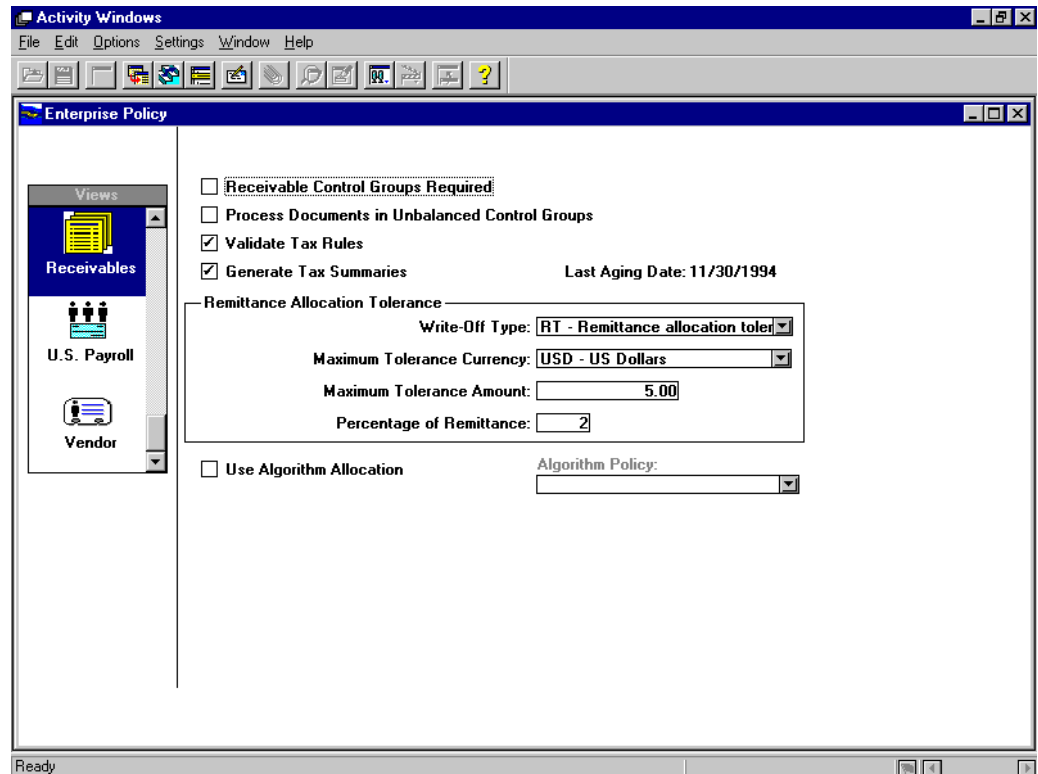 Activity Windows
File Edit Options Settings Window Help
Enterprise Policy
Views
Receivables
U.S. Payroll
Vendor
Receivable Control Groups Required
Process Documents in Unbalanced Control Groups
Validate Tax Rules
Generate Tax Summaries Last Aging Date: 11/30/1994
Remittance Allocation Tolerance
Write-Off Type: RT - Remittance allocation toler
Maximum Tolerance Currency: USD - US Dollars
Maximum Tolerance Amount: 5.00
Percentage of Remittance: 2
Use Algorithm Allocation Algorithm Policy:
Ready